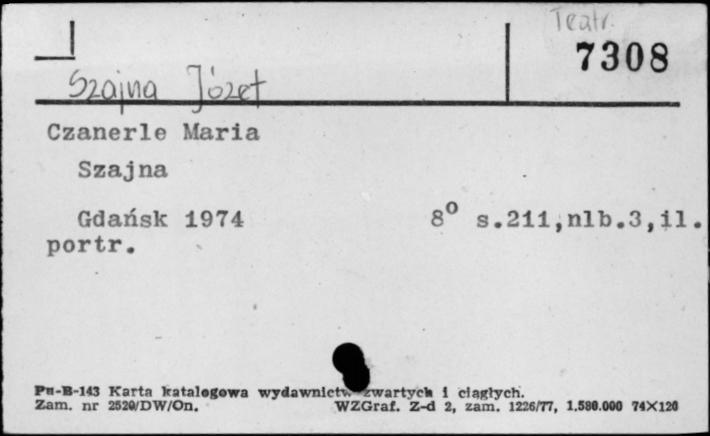 Teatr.
7308
Szajna Józef
Czanerle Maria
Szajna
Gdańsk 1974 8° s.211,nlb.3,il.
portr.
Pu-B-143 Karta katalogowa wydawnictw zwartych i ciągłych.
Zam. nr 2520/DW/On. WZGraf. Z-d 2, zam. 1226/77, 1.580.000 74×120